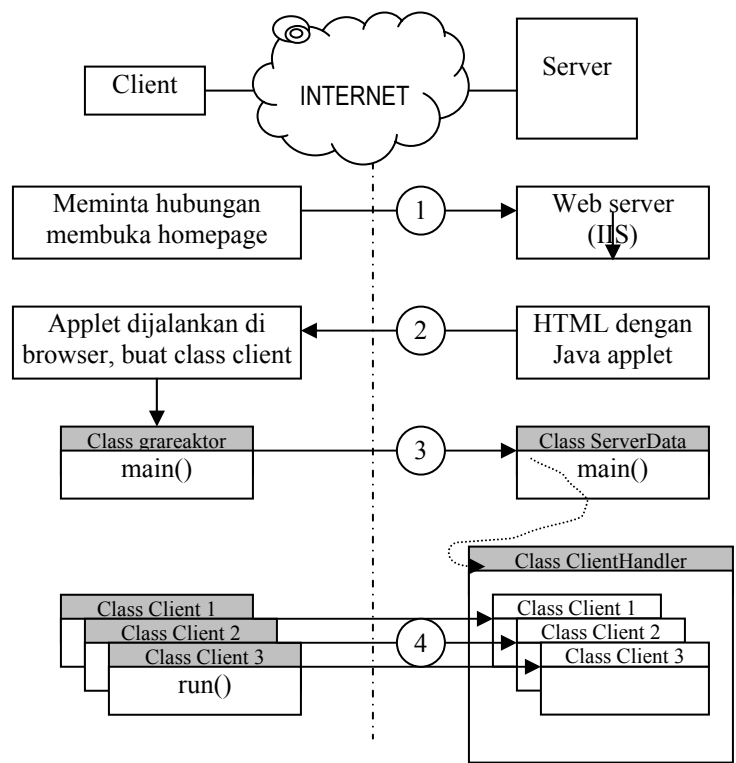 Client
INTERNET
Server
Meminta hubungan
membuka homepage
1
Web server
(IIS)
Applet dijalankan di
browser, buat class client
2
HTML dengan
Java applet
Class grareaktor
main()
3
Class ServerData
main()
Class ClientHandler
Class Client 1
Class Client 2
Class Client 3
run()
4
Class Client 1
Class Client 2
Class Client 3